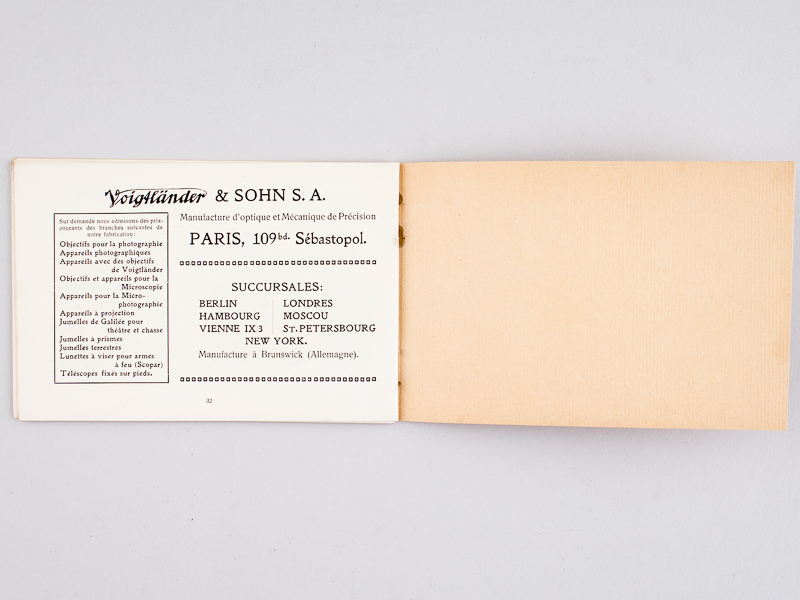 Voigtländer & SOHN S. A.
Sur demande nous adressons des prix-
courants des branches suivantes de
notre fabrication:
Objectifs pour la photographie
Appareils photographiques
Appareils avec des objectifs
de Voigtländer
Objectifs et appareils pour la
Microscopie
Appareils pour la Micro-
photographie
Appareils à projection
Jumelles de Galilée pour
théâtre et chasse
Jumelles à prismes
Jumelles terrestres
Lunettes à viser pour armes
à feu (Scopar)
Téléscopes fixés sur pieds.
Manufacture d'optique et Mécanique de Précision
PARIS, 109 bd. Sébastopol.
SUCCURSALES:
BERLIN LONDRES
HAMBOURG MOSCOU
VIENNE IX 3 ST. PETERSBOURG
NEW YORK.
Manufacture à Brunswick (Allemagne).
32